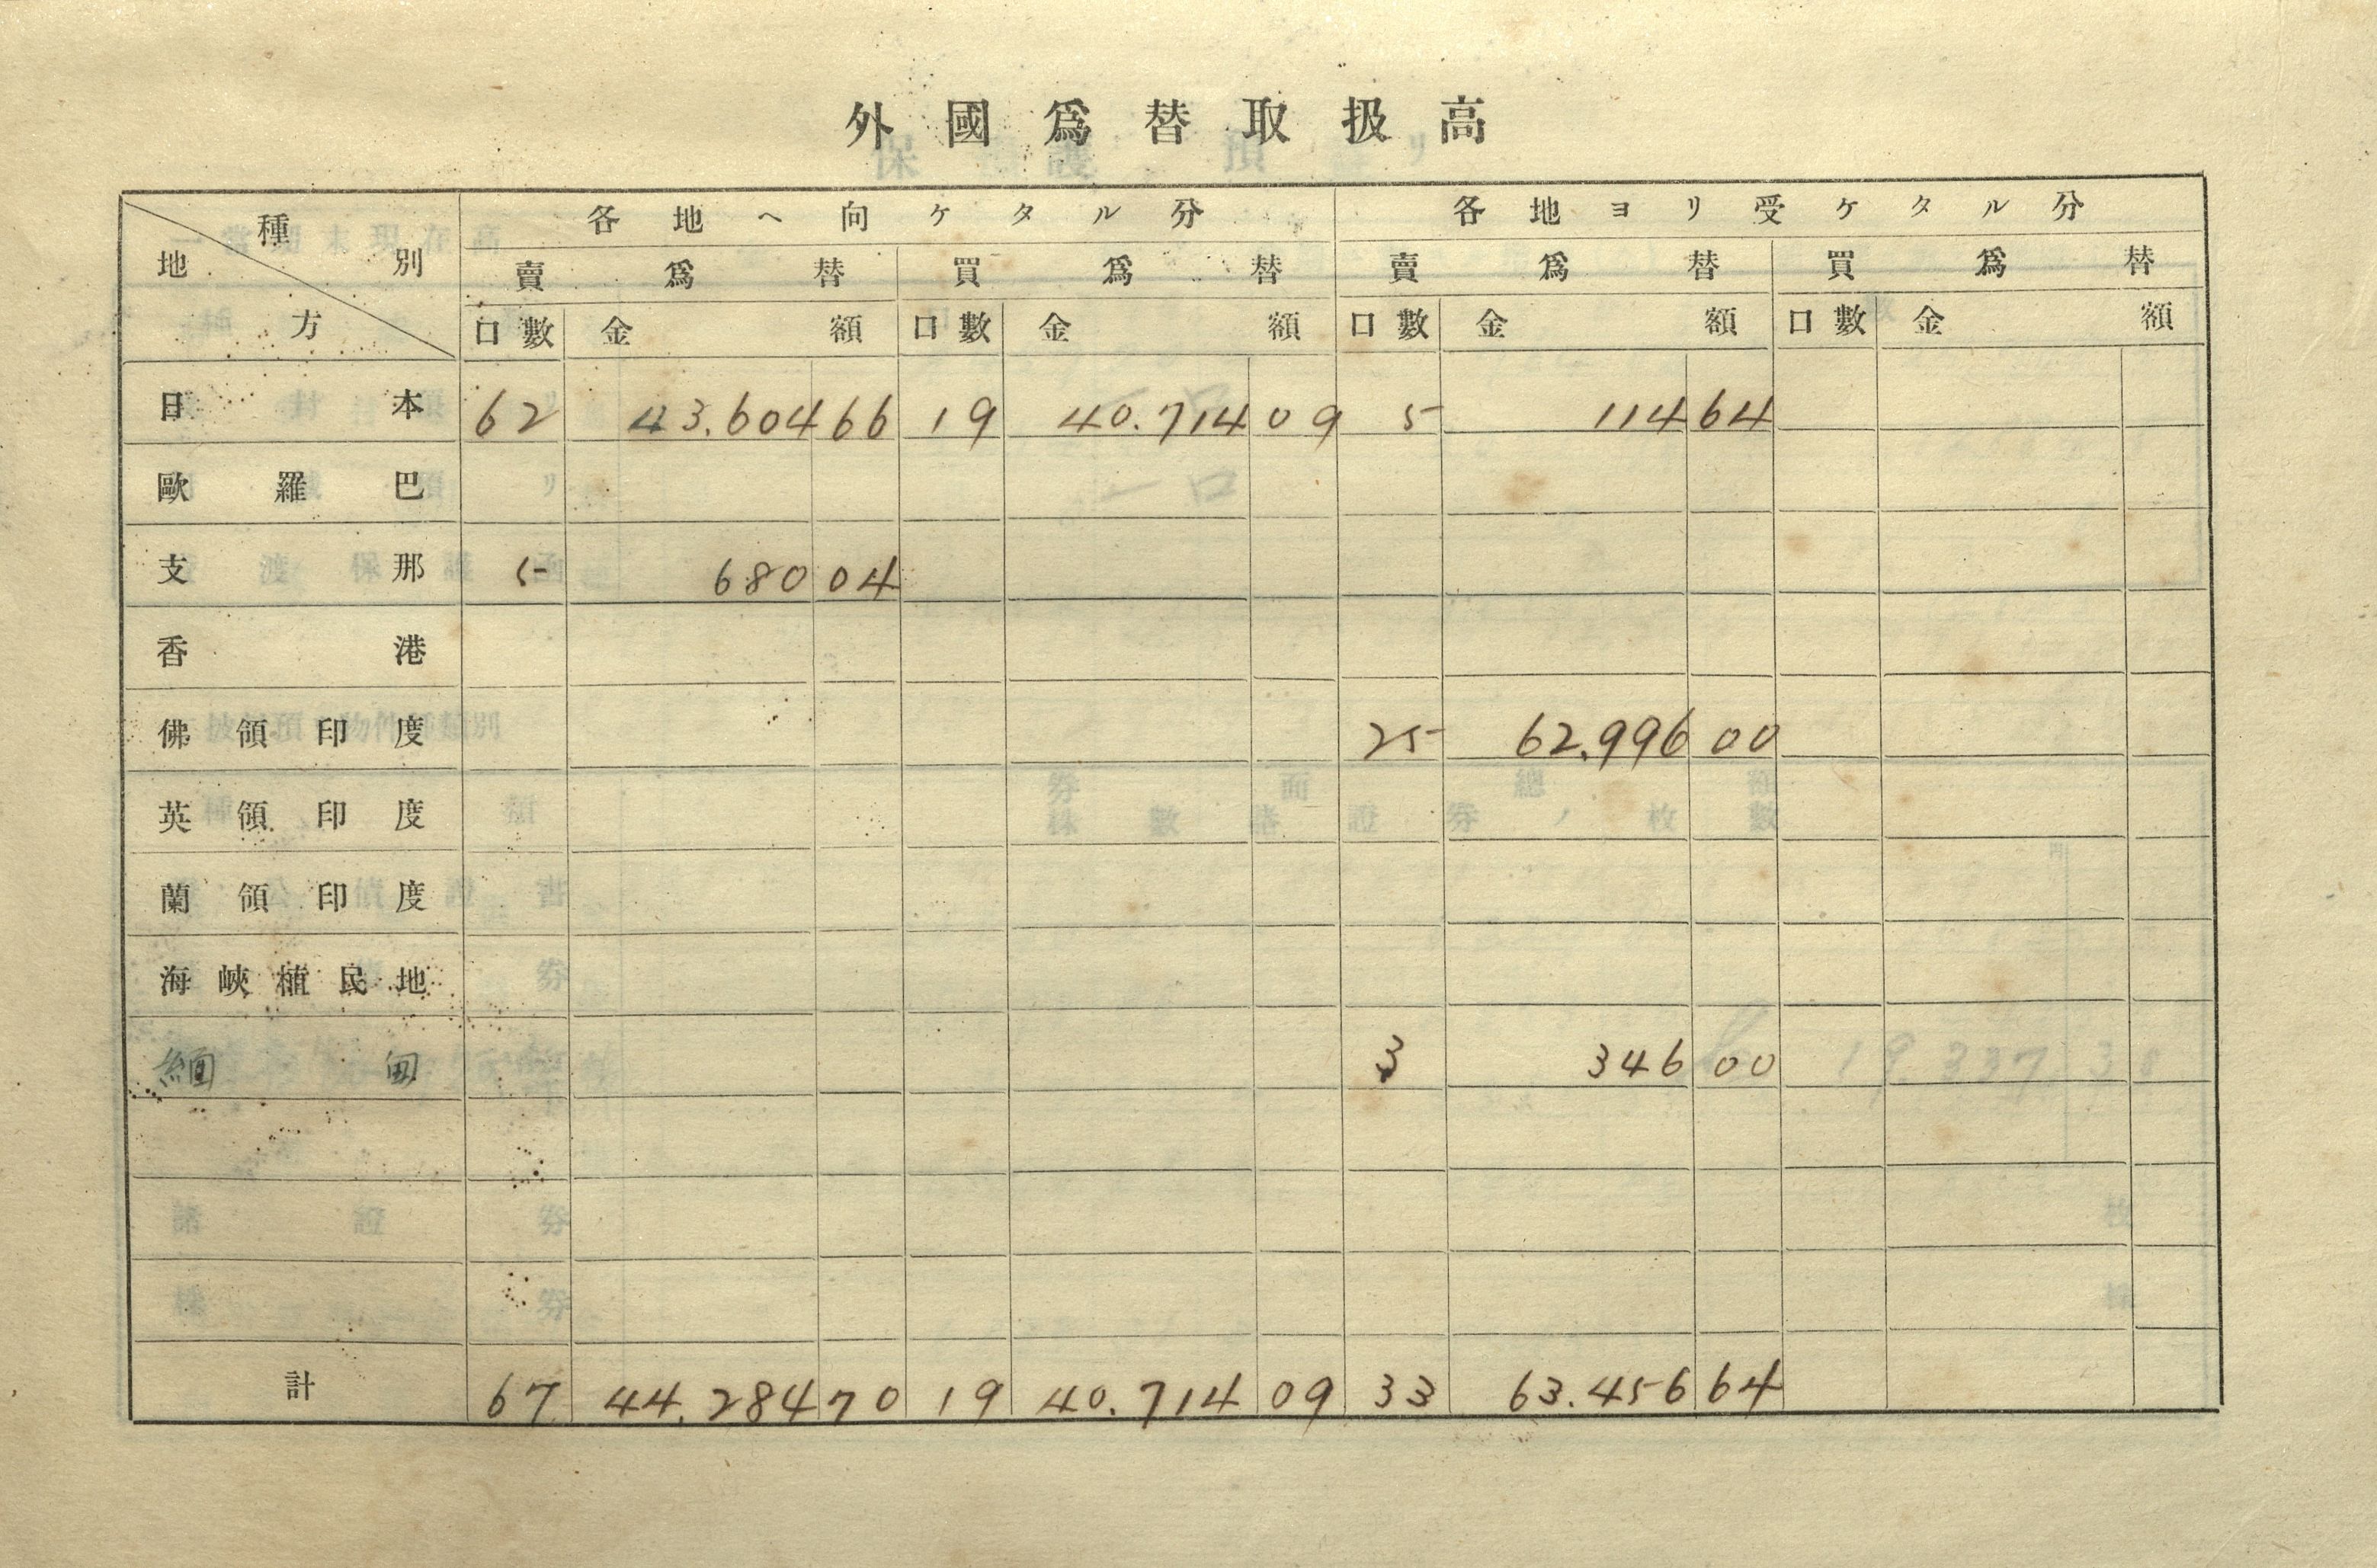 外國爲替取扱高
種別 地方 各地ヘ向ケタル分 各地ヨリ受ケタル分
賣爲替 買爲替 賣爲替 買爲替
口數 金額 口數 金額 口數 金額 口數 金額
日本 62 43.604 66 19 40.714 09 5 114 64
歐羅巴
支那 5 680 04
香港
佛領印度 25 62.996 00
英領印度
蘭領印度
海峽植民地
緬甸 3 346 00
計 67 44.284 70 19 40.714 09 33 63.456 64